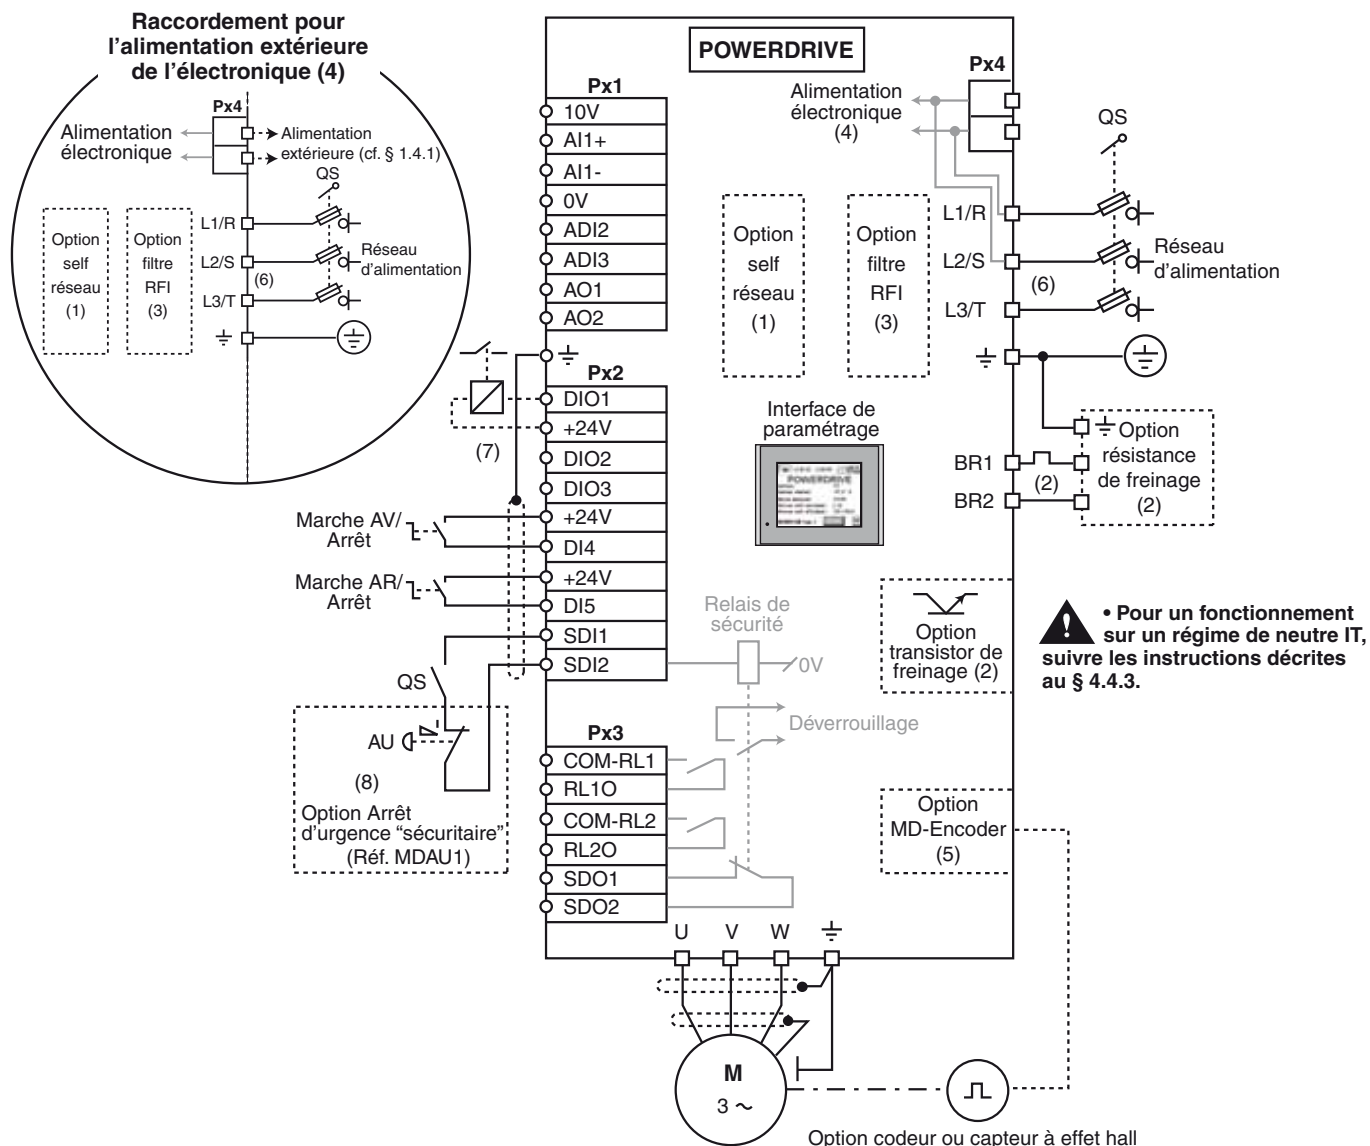 Raccordement pour
l'alimentation extérieure
de l'électronique (4)
Px4
Alimentation
électronique
Alimentation
extérieure (cf. § 1.4.1)
QS
L1/R
L2/S
(6)
L3/T
Réseau
d'alimentation
Option
self
réseau
(1)
Option
filtre
RFI
(3)
POWERDRIVE
Px1
10V
AI1+
AI1-
0V
ADI2
ADI3
AO1
AO2
Px2
DIO1
+24V
DIO2
DIO3
+24V
DI4
+24V
DI5
SDI1
SDI2
Px3
COM-RL1
RL1O
COM-RL2
RL2O
SDO1
SDO2
(7)
Marche AV/
Arrêt
Marche AR/
Arrêt
QS
AU
(8)
Option Arrêt
d'urgence “sécuritaire”
(Réf. MDAU1)
Px4
Alimentation
électronique
(4)
Option
self
réseau
(1)
Option
filtre
RFI
(3)
QS
L1/R
L2/S
(6)
L3/T
Réseau
d'alimentation
Interface de
paramétrage
POWERDRIVE
BR1
BR2
(2)
Option
résistance
de freinage
(2)
Relais de
sécurité
0V
Déverrouillage
Option
transistor de
freinage (2)
! • Pour un fonctionnement
sur un régime de neutre IT,
suivre les instructions décrites
au § 4.4.3.
Option
MD-Encoder
(5)
U V W
M
3 ~
Option codeur ou capteur à effet hall